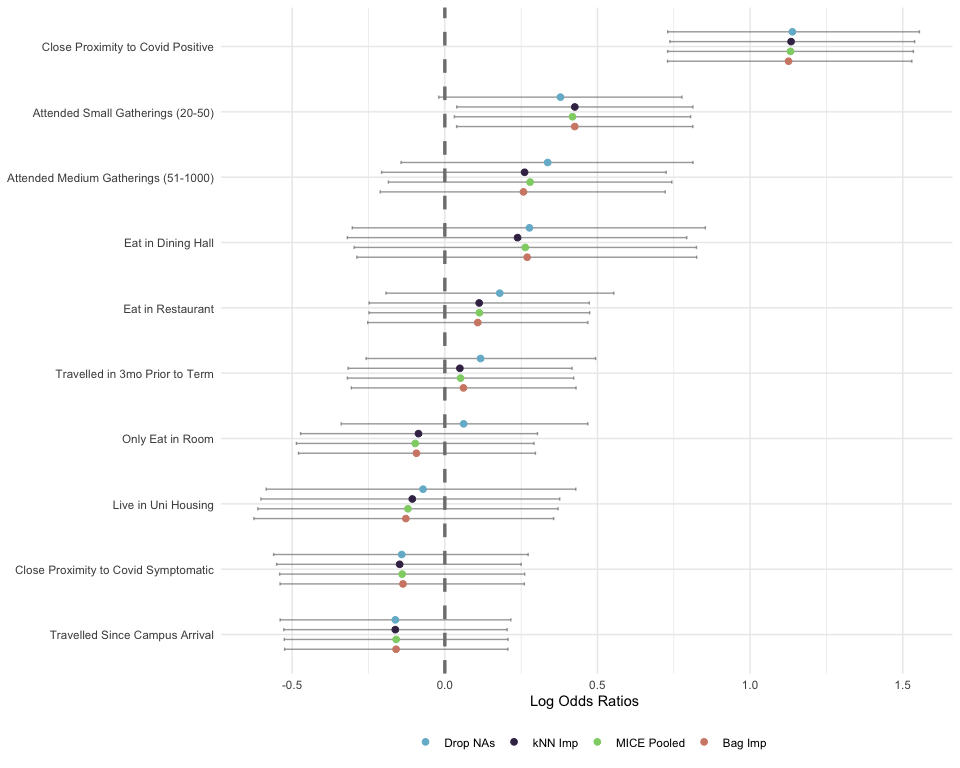 Close Proximity to Covid Positive
Attended Small Gatherings (20-50)
Attended Medium Gatherings (51-1000)
Eat in Dining Hall
Eat in Restaurant
Travelled in 3mo Prior to Term
Only Eat in Room
Live in Uni Housing
Close Proximity to Covid Symptomatic
Travelled Since Campus Arrival
-0.5 0.0 0.5 1.0 1.5
Log Odds Ratios
Drop NAs kNN Imp MICE Pooled Bag Imp